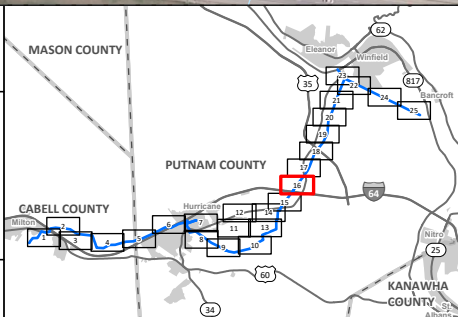 62
Eleanor
Winfield
MASON COUNTY
23
35
22
817
21
24
Bancroft
25
20
19
18
PUTNAM COUNTY
17
16
64
15
CABELL COUNTY
Hurricane
12
14
Milton
2
6
7
11
13
1
3
4
5
8
Nitro
9
10
25
60
KANAWHA
COUNTY
34
St.
Albans